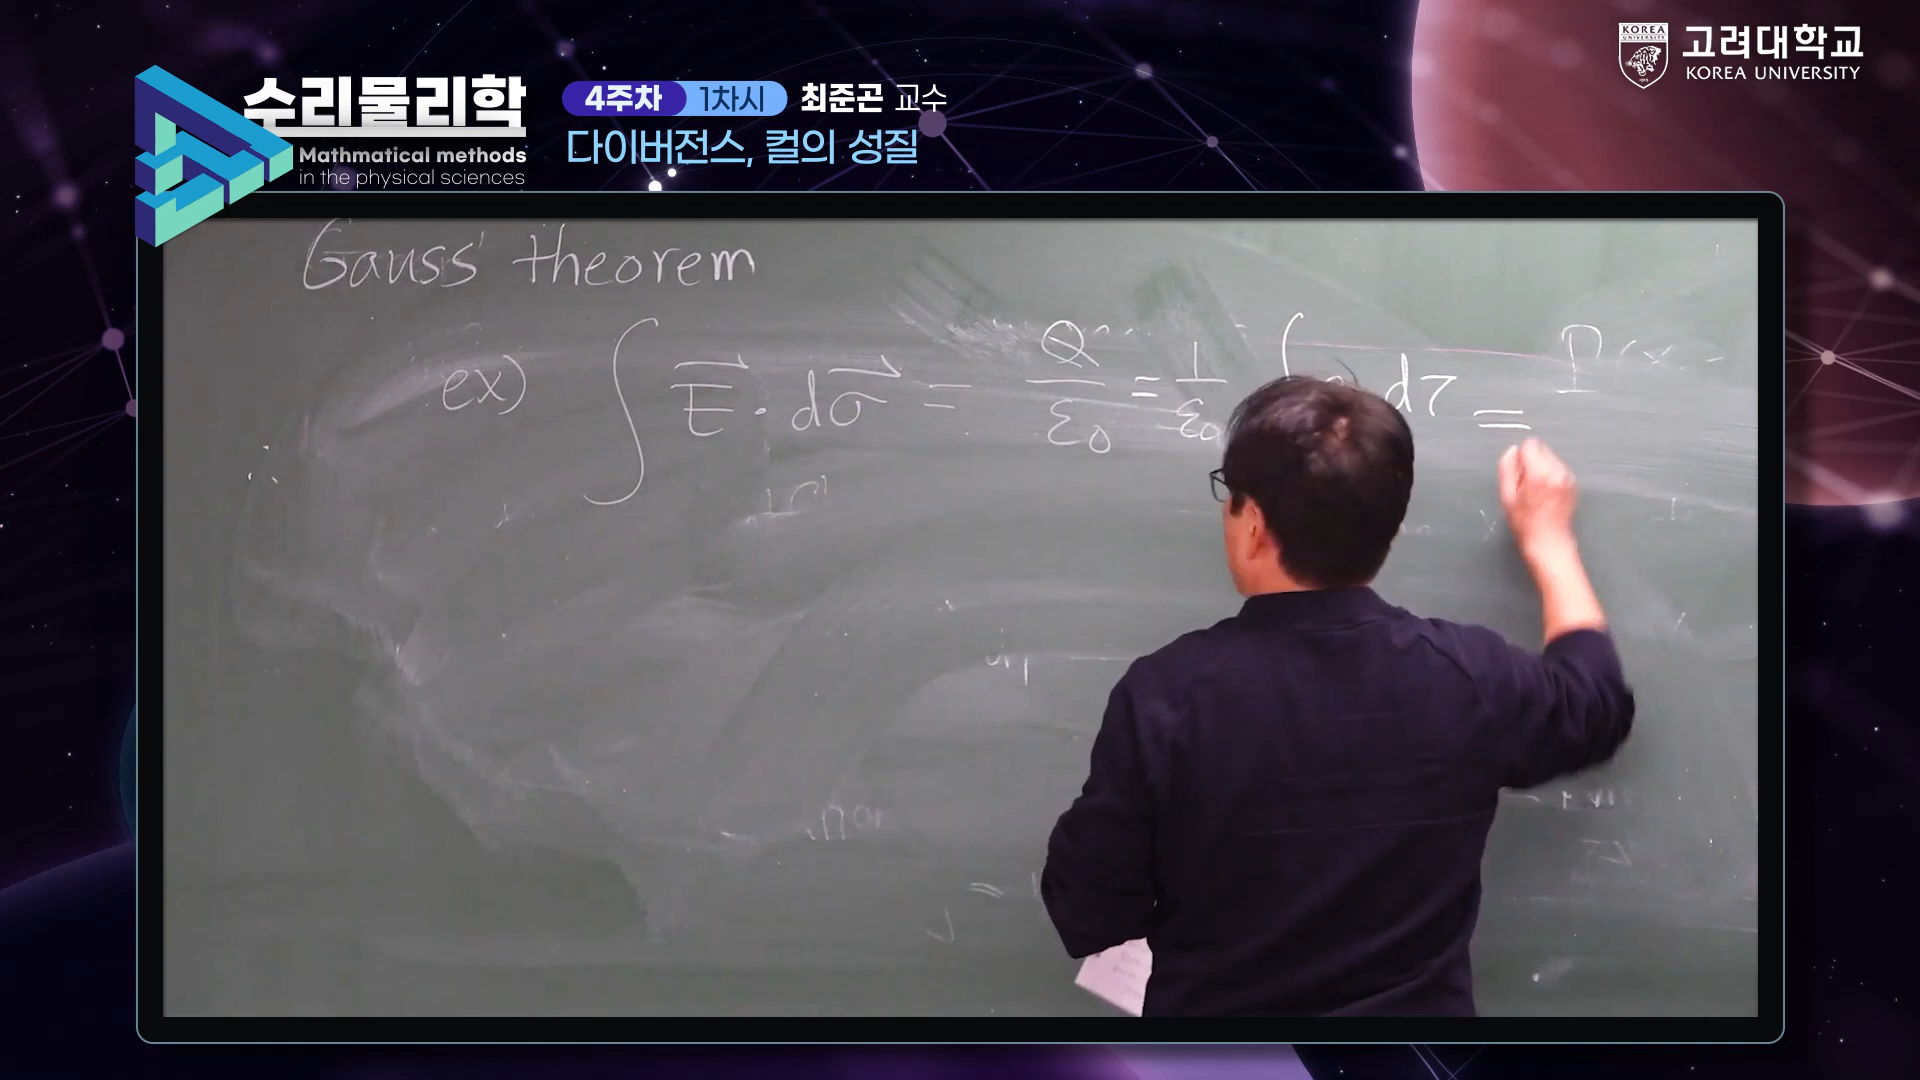 KOREA
UNIVERSITY
고려대학교
KOREA UNIVERSITY
수리물리학
Mathmatical methods
in the physical sciences
4주차 1차시 최준곤 교수
다이버전스, 컬의 성질
Gauss' theorem
ex) ∫ E⃗ · dσ⃗ = Q/ε₀ = 1/ε₀ ∫ dτ =